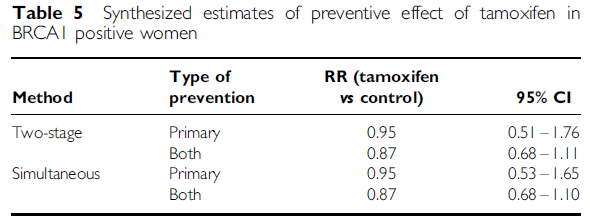 Table 5 Synthesized estimates of preventive effect of tamoxifen in
BRCA1 positive women
Type of RR (tamoxifen
Method prevention vs control) 95% CI
Two-stage Primary 0.95 0.51–1.76
Both 0.87 0.68–1.11
Simultaneous Primary 0.95 0.53–1.65
Both 0.87 0.68–1.10